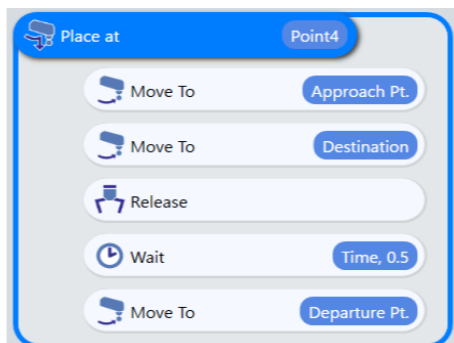 Place at Point4
Move To Approach Pt.
Move To Destination
Release
Wait Time, 0.5
Move To Departure Pt.